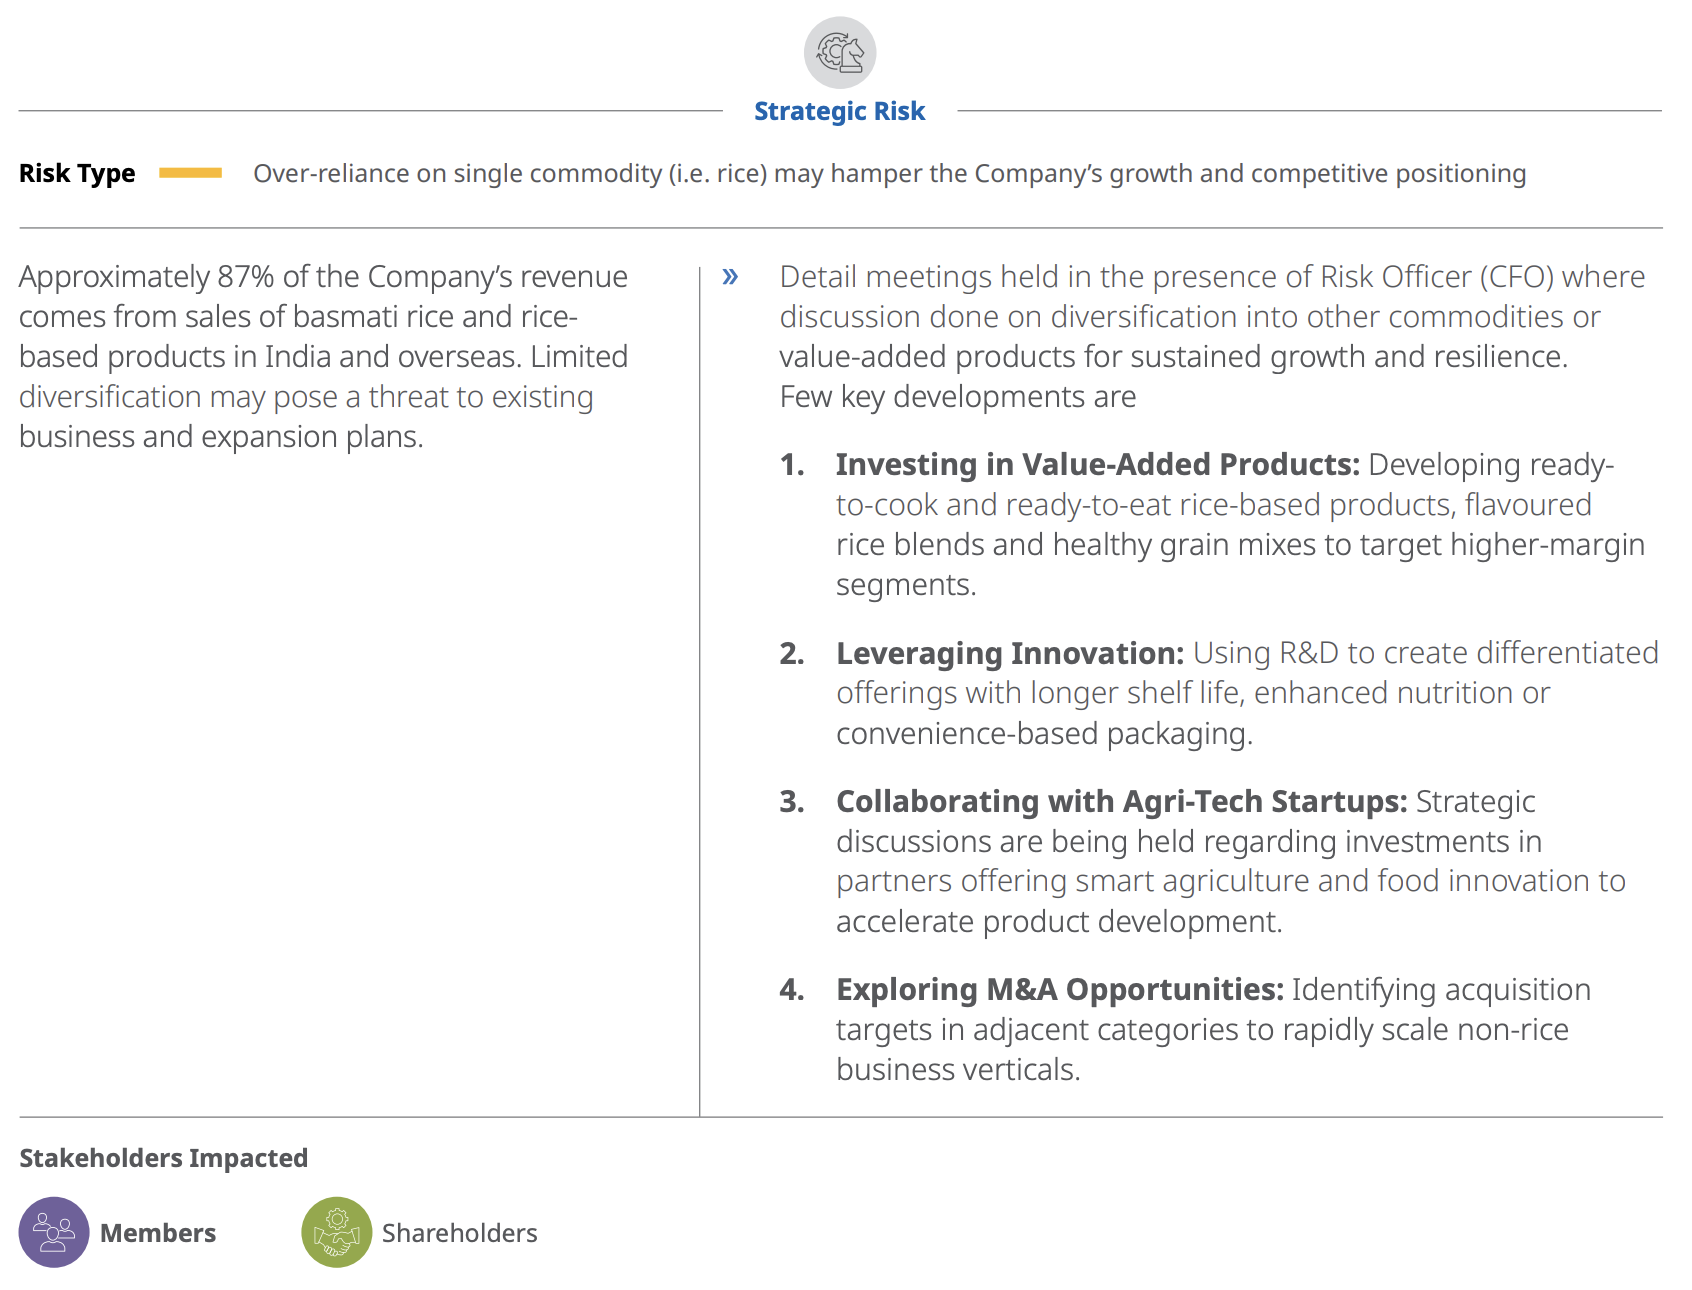 Strategic Risk
Risk Type
Over-reliance on single commodity (i.e. rice) may hamper the Company’s growth and competitive positioning
Approximately 87% of the Company’s revenue
comes from sales of basmati rice and rice-
based products in India and overseas. Limited
diversification may pose a threat to existing
business and expansion plans.
» Detail meetings held in the presence of Risk Officer (CFO) where
discussion done on diversification into other commodities or
value-added products for sustained growth and resilience.
Few key developments are
1. Investing in Value-Added Products: Developing ready-
to-cook and ready-to-eat rice-based products, flavoured
rice blends and healthy grain mixes to target higher-margin
segments.
2. Leveraging Innovation: Using R&D to create differentiated
offerings with longer shelf life, enhanced nutrition or
convenience-based packaging.
3. Collaborating with Agri-Tech Startups: Strategic
discussions are being held regarding investments in
partners offering smart agriculture and food innovation to
accelerate product development.
4. Exploring M&A Opportunities: Identifying acquisition
targets in adjacent categories to rapidly scale non-rice
business verticals.
Stakeholders Impacted
Members
Shareholders